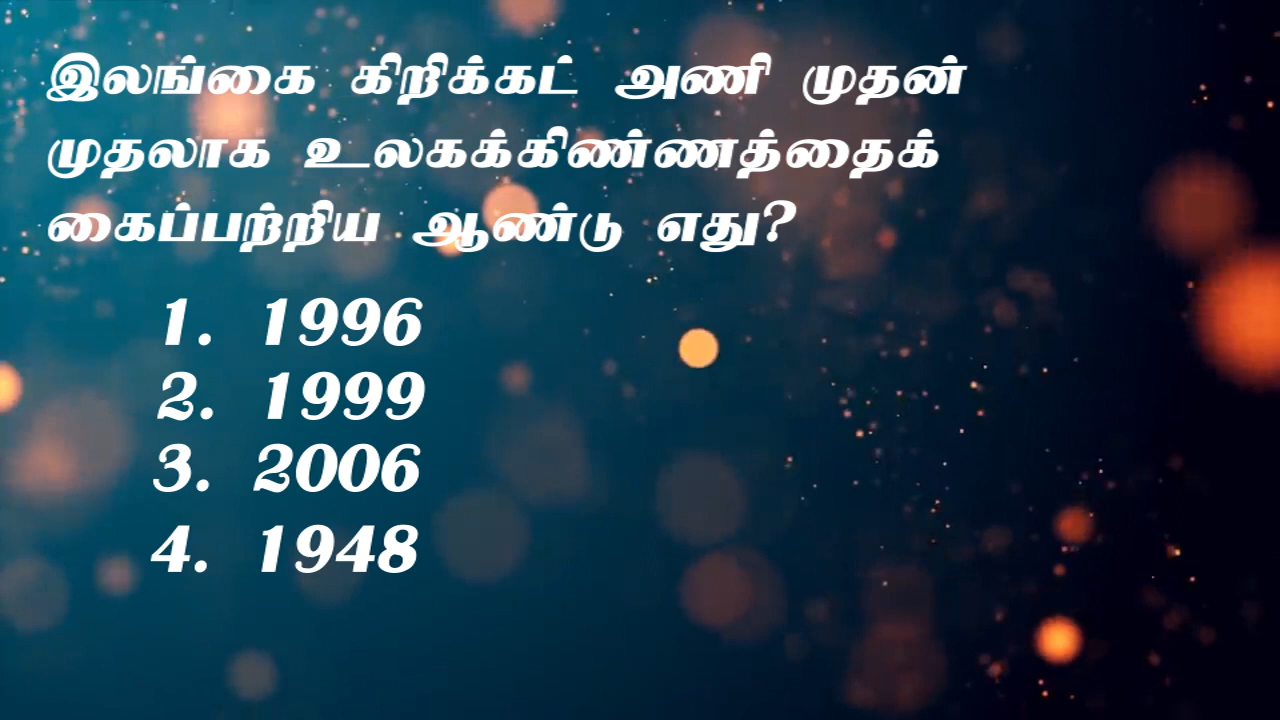 இலங்கை கிறிக்கட் அணி முதன்
முதலாக உலகக்கிண்ணத்தைக்
கைப்பற்றிய ஆண்டு எது?
1. 1996
2. 1999
3. 2006
4. 1948